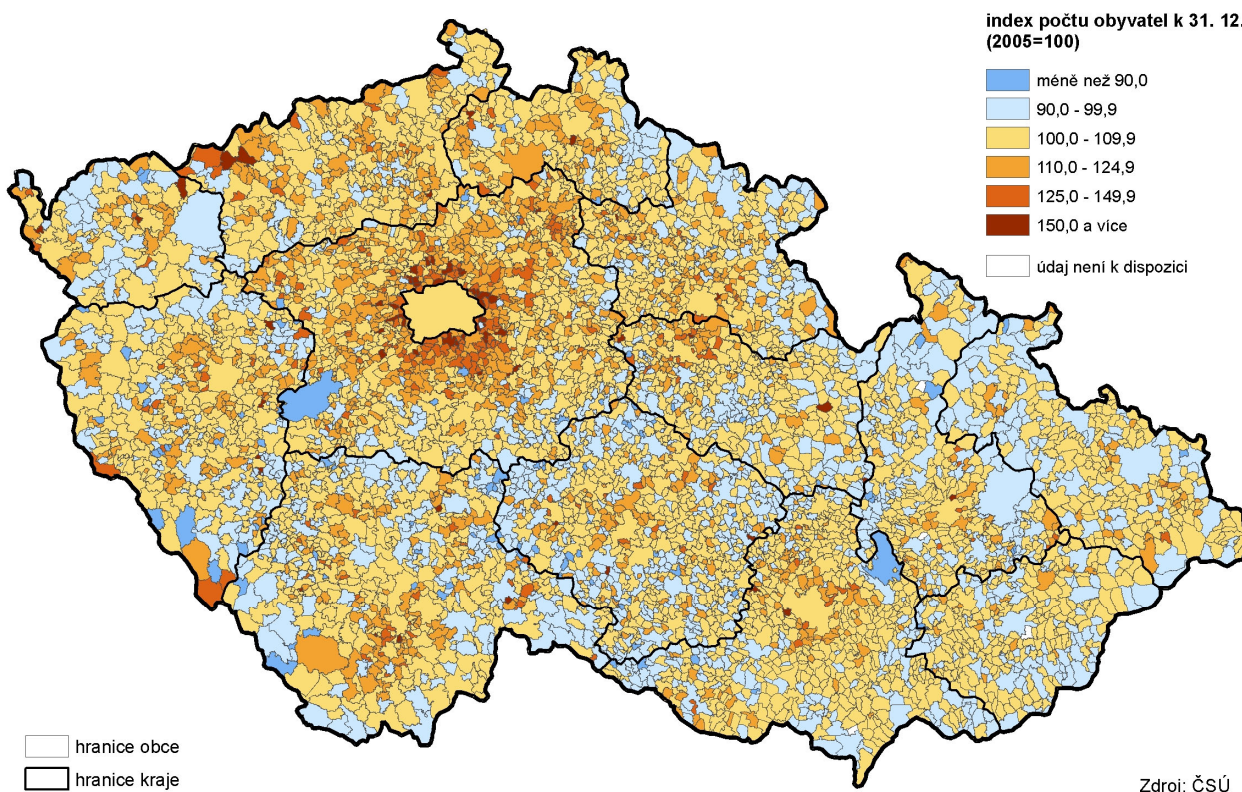 index počtu obyvatel k 31. 12.
(2005=100)
méně než 90,0
90,0 - 99,9
100,0 - 109,9
110,0 - 124,9
125,0 - 149,9
150,0 a více
údaj není k dispozici
hranice obce
hranice kraje
Zdroj: ČSÚ